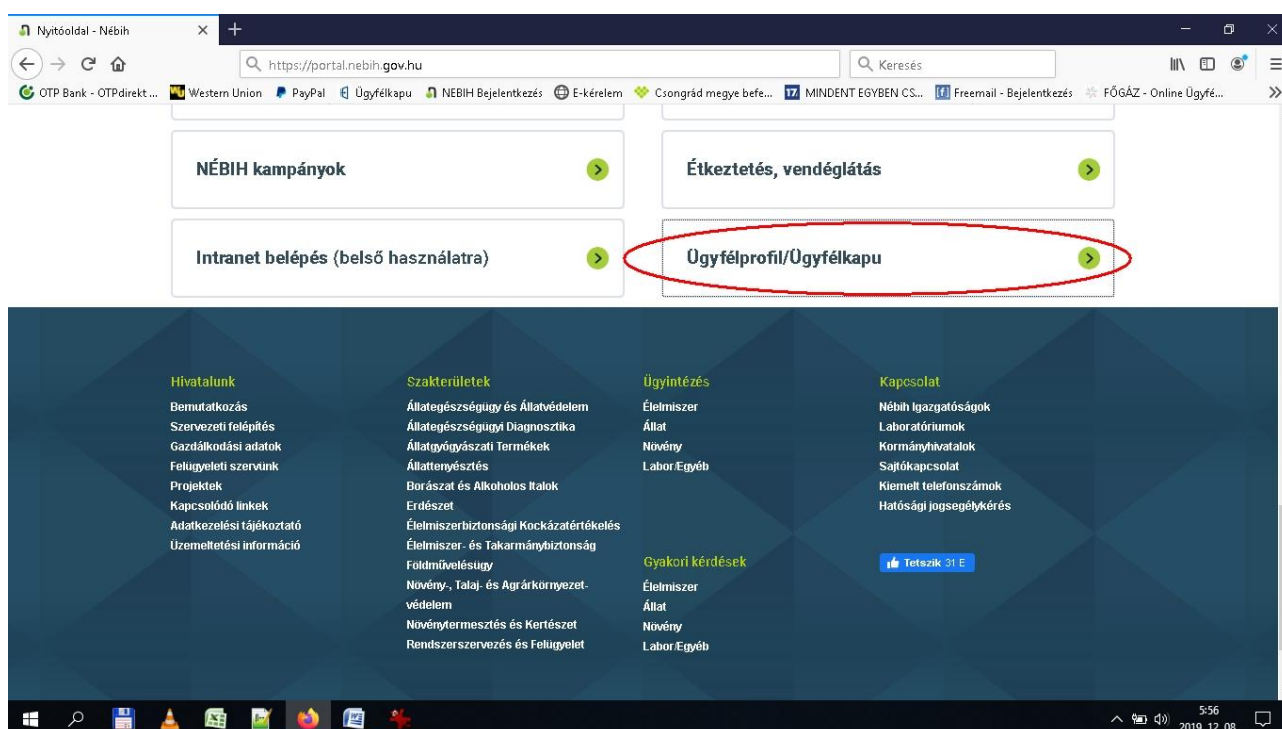 Nyitóoldal - Nébih
https://portal.nebih.gov.hu
Keresés
OTP Bank - OTPdirekt ...
Western Union
PayPal
Ügyfélkapu
NEBIH Bejelentkezés
E-kérelem
Csongrád megye befe...
MINDENT EGYBEN CS...
Freemail - Bejelentkezés
FŐGÁZ - Online Ügyfé...
NÉBIH kampányok
Étkeztetés, vendéglátás
Intranet belépés (belső használatra)
Ügyfélprofil/Ügyfélkapu
Hivatalunk
Bemutatkozás
Szervezeti felépítés
Gazdálkodási adatok
Felügyeleti szervünk
Projektek
Kapcsolódó linkek
Adatkezelési tájékoztató
Üzemeltetési információ
Szakterületek
Állategészségügy és Állatvédelem
Állategészségügyi Diagnosztika
Állatgyógyászati Termékek
Állattenyésztés
Borászat és Alkoholos Italok
Erdészet
Élelmiszerbiztonsági Kockázatértékelés
Élelmiszer- és Takarmánybiztonság
Földművelésügy
Növény-, Talaj- és Agrárkörnyezet-
védelem
Növénytermesztés és Kertészet
Rendszerszervezés és Felügyelet
Ügyintézés
Élelmiszer
Állat
Növény
Labor/Egyéb
Gyakori kérdések
Élelmiszer
Állat
Növény
Labor/Egyéb
Kapcsolat
Nébih Igazgatóságok
Laboratóriumok
Kormányhivatalok
Sajtókapcsolat
Kiemelt telefonszámok
Hatósági jogsegélykérés
Tetszik 31 E
5:56
2019. 12. 08.